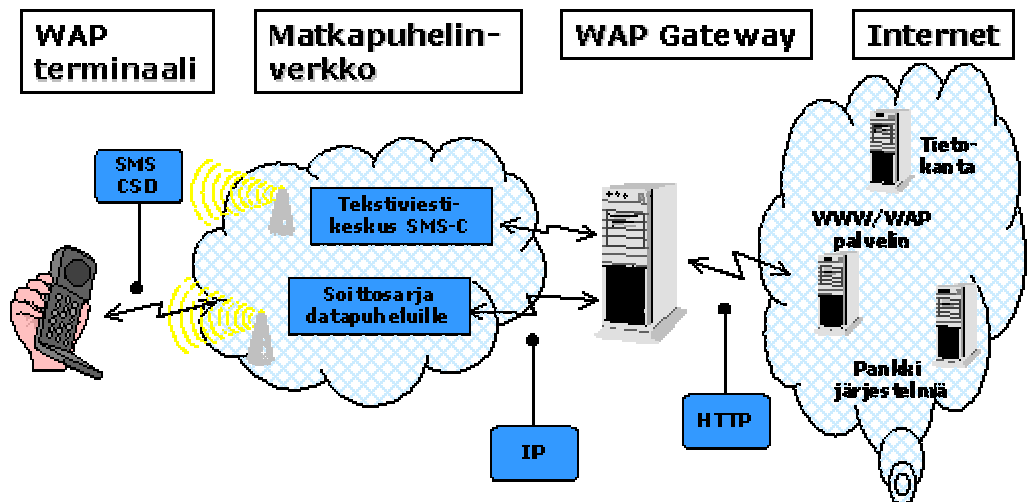 WAP
terminaali
Matkapuhelin-
verkko
WAP Gateway
Internet
SMS
CSD
Tekstiviesti-
keskus SMS-C
Soittosarja
datapuheluille
IP
HTTP
Tieto-
kanta
WWW/WAP
palvelin
Pankki
järjestelmiä